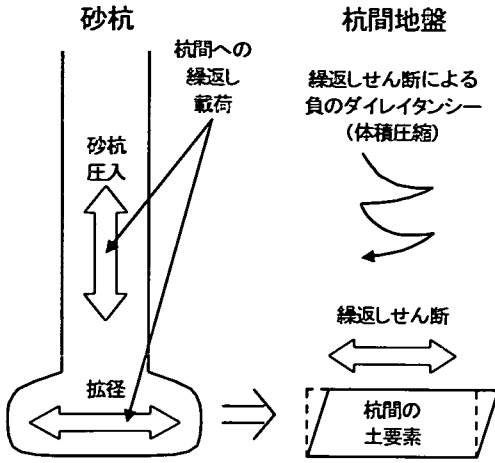 砂杭
杭間への
繰返し
載荷
砂杭
圧入
拡径
杭間地盤
繰返しせん断による
負のダイレイタンシー
(体積圧縮)
繰返しせん断
杭間の
土要素